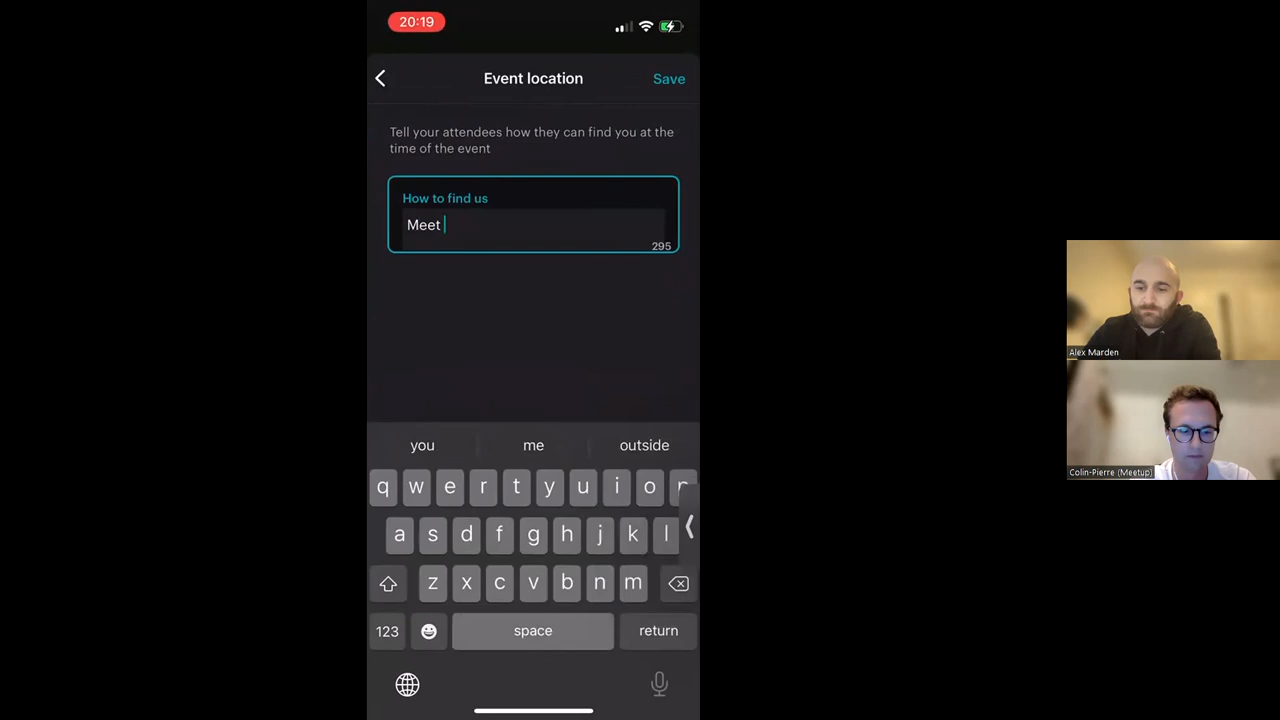 20:19
Event location
Save
Tell your attendees how they can find you at the
time of the event
How to find us
Meet
295
you me outside
q w e r t y u i o p
a s d f g h j k l
z x c v b n m
123 space return
Alex Marden
Colin-Pierre (Meetup)